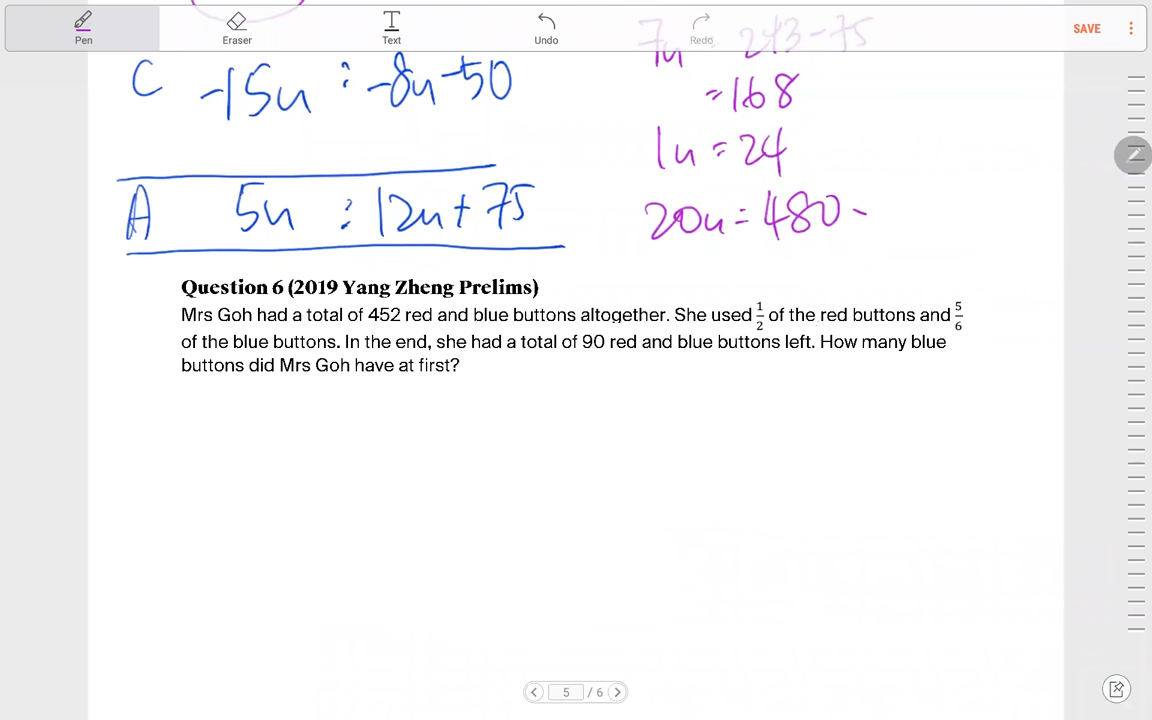 Pen Eraser Text Undo Redo SAVE
7u 243-75
C -15u : -8u-50
1u
=168
1u = 24
A 5u : 12u + 75
20u = 480
Question 6 (2019 Yang Zheng Prelims)
Mrs Goh had a total of 452 red and blue buttons altogether. She used 1/2 of the red buttons and 5/6
of the blue buttons. In the end, she had a total of 90 red and blue buttons left. How many blue
buttons did Mrs Goh have at first?
5 / 6